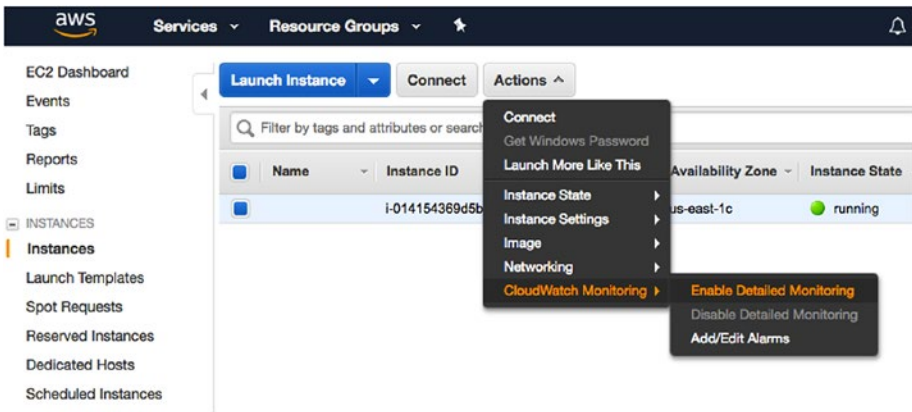 aws Services Resource Groups
EC2 Dashboard
Events
Tags
Reports
Limits
INSTANCES
Instances
Launch Templates
Spot Requests
Reserved Instances
Dedicated Hosts
Scheduled Instances
Launch Instance Connect Actions
Filter by tags and attributes or search
Name Instance ID Availability Zone Instance State
i-014154369d5b us-east-1c running
Connect
Get Windows Password
Launch More Like This
Instance State
Instance Settings
Image
Networking
CloudWatch Monitoring
Enable Detailed Monitoring
Disable Detailed Monitoring
Add/Edit Alarms